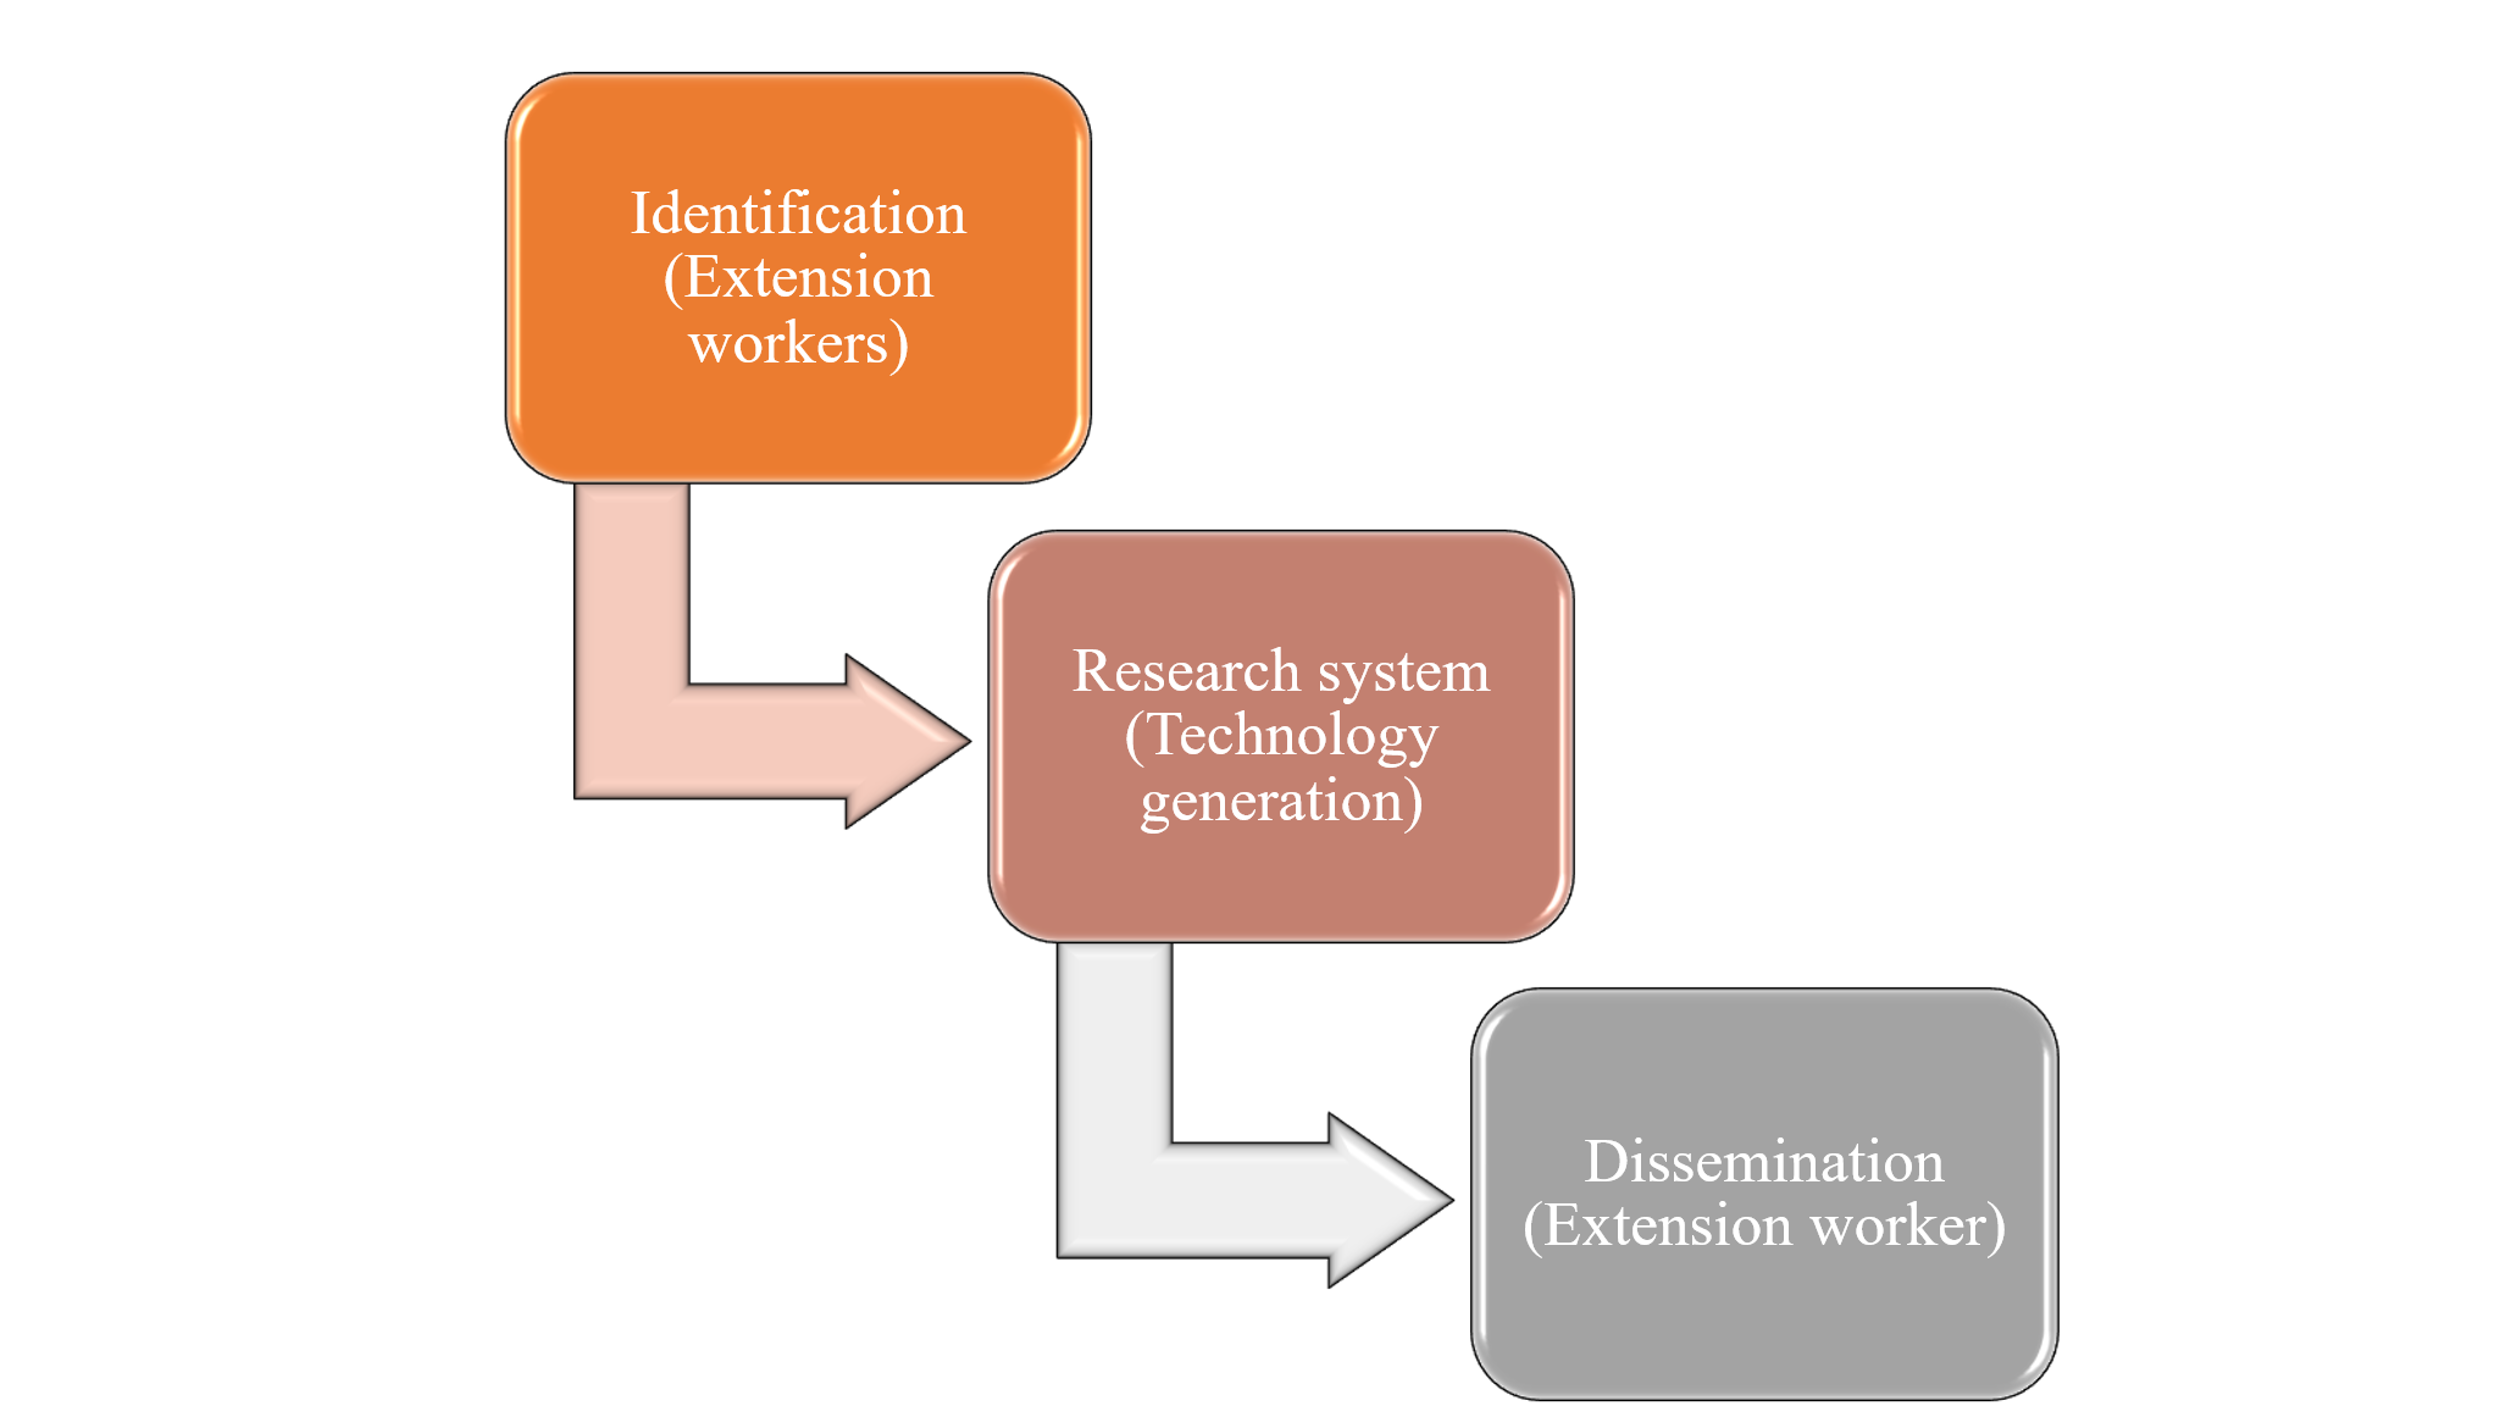 Identification
(Extension
workers)
Research system
(Technology
generation)
Dissemination
(Extension worker)